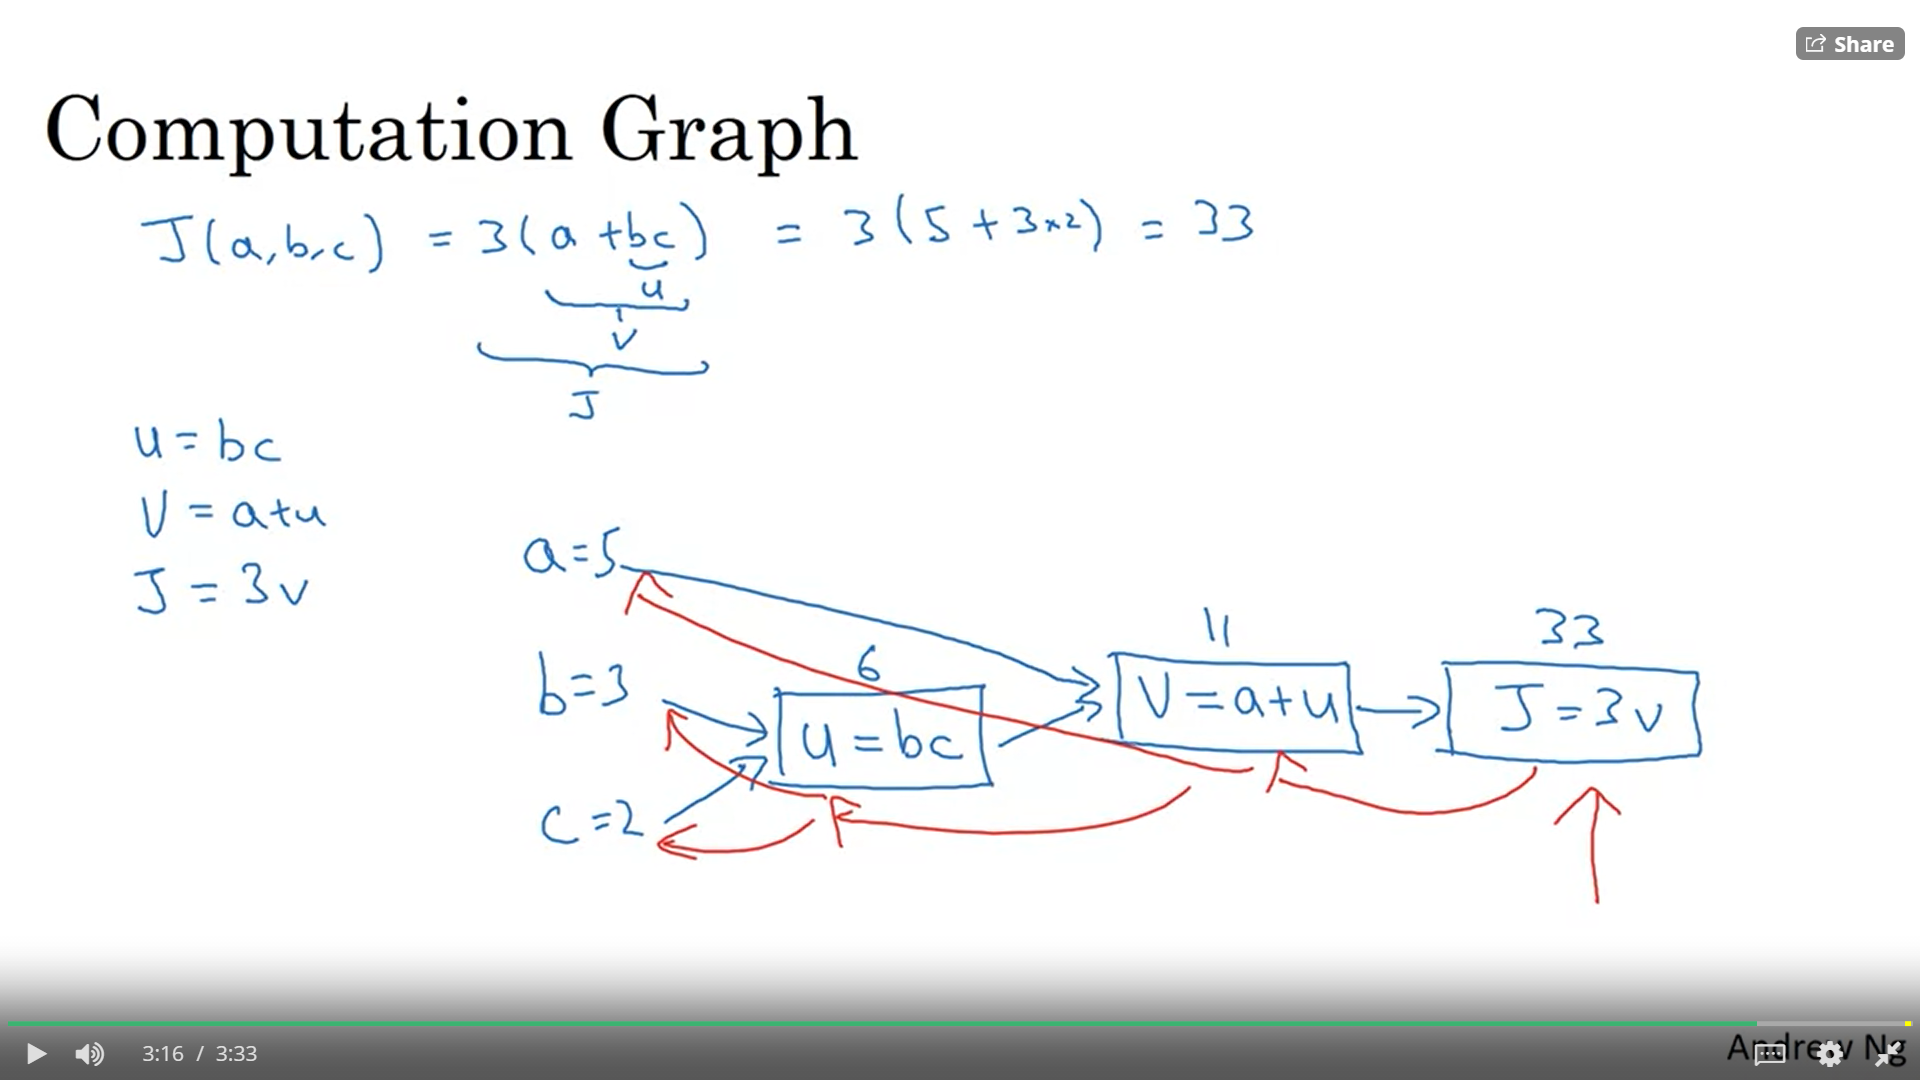 Share
Computation Graph
J(a,b,c) = 3(a+bc) = 3(5+3×2) = 33
u
v
J
u = bc
v = a+u
J = 3v
a=5
11
33
b=3
6
v = a+u
J = 3v
u = bc
c=2
3:16 / 3:33
Andrew Ng